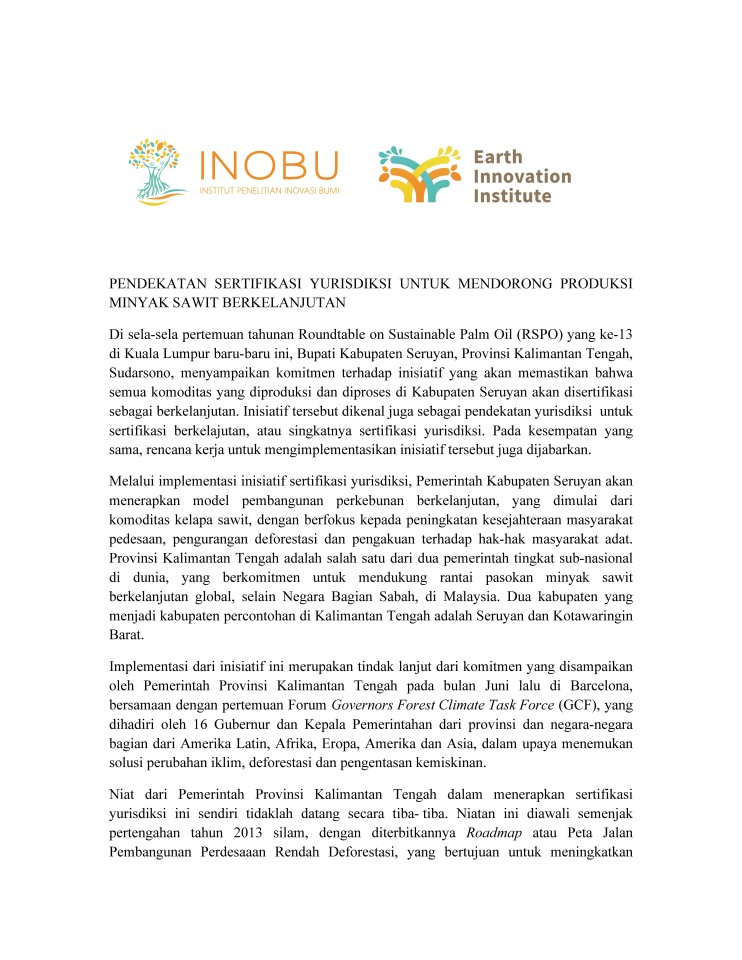 INOBU
INSTITUT PENELITIAN INOVASI BUMI
Earth
Innovation
Institute
PENDEKATAN SERTIFIKASI YURISDIKSI UNTUK MENDORONG PRODUKSI
MINYAK SAWIT BERKELANJUTAN
Di sela-sela pertemuan tahunan Roundtable on Sustainable Palm Oil (RSPO) yang ke-13
di Kuala Lumpur baru-baru ini, Bupati Kabupaten Seruyan, Provinsi Kalimantan Tengah,
Sudarsono, menyampaikan komitmen terhadap inisiatif yang akan memastikan bahwa
semua komoditas yang diproduksi dan diproses di Kabupaten Seruyan akan disertifikasi
sebagai berkelanjutan. Inisiatif tersebut dikenal juga sebagai pendekatan yurisdiksi untuk
sertifikasi berkelajutan, atau singkatnya sertifikasi yurisdiksi. Pada kesempatan yang
sama, rencana kerja untuk mengimplementasikan inisiatif tersebut juga dijabarkan.
Melalui implementasi inisiatif sertifikasi yurisdiksi, Pemerintah Kabupaten Seruyan akan
menerapkan model pembangunan perkebunan berkelanjutan, yang dimulai dari
komoditas kelapa sawit, dengan berfokus kepada peningkatan kesejahteraan masyarakat
pedesaan, pengurangan deforestasi dan pengakuan terhadap hak-hak masyarakat adat.
Provinsi Kalimantan Tengah adalah salah satu dari dua pemerintah tingkat sub-nasional
di dunia, yang berkomitmen untuk mendukung rantai pasokan minyak sawit
berkelanjutan global, selain Negara Bagian Sabah, di Malaysia. Dua kabupaten yang
menjadi kabupaten percontohan di Kalimantan Tengah adalah Seruyan dan Kotawaringin
Barat.
Implementasi dari inisiatif ini merupakan tindak lanjut dari komitmen yang disampaikan
oleh Pemerintah Provinsi Kalimantan Tengah pada bulan Juni lalu di Barcelona,
bersamaan dengan pertemuan Forum Governors Forest Climate Task Force (GCF), yang
dihadiri oleh 16 Gubernur dan Kepala Pemerintahan dari provinsi dan negara-negara
bagian dari Amerika Latin, Afrika, Eropa, Amerika dan Asia, dalam upaya menemukan
solusi perubahan iklim, deforestasi dan pengentasan kemiskinan.
Niat dari Pemerintah Provinsi Kalimantan Tengah dalam menerapkan sertifikasi
yurisdiksi ini sendiri tidaklah datang secara tiba- tiba. Niatan ini diawali semenjak
pertengahan tahun 2013 silam, dengan diterbitkannya Roadmap atau Peta Jalan
Pembangunan Perdesaaan Rendah Deforestasi, yang bertujuan untuk meningkatkan